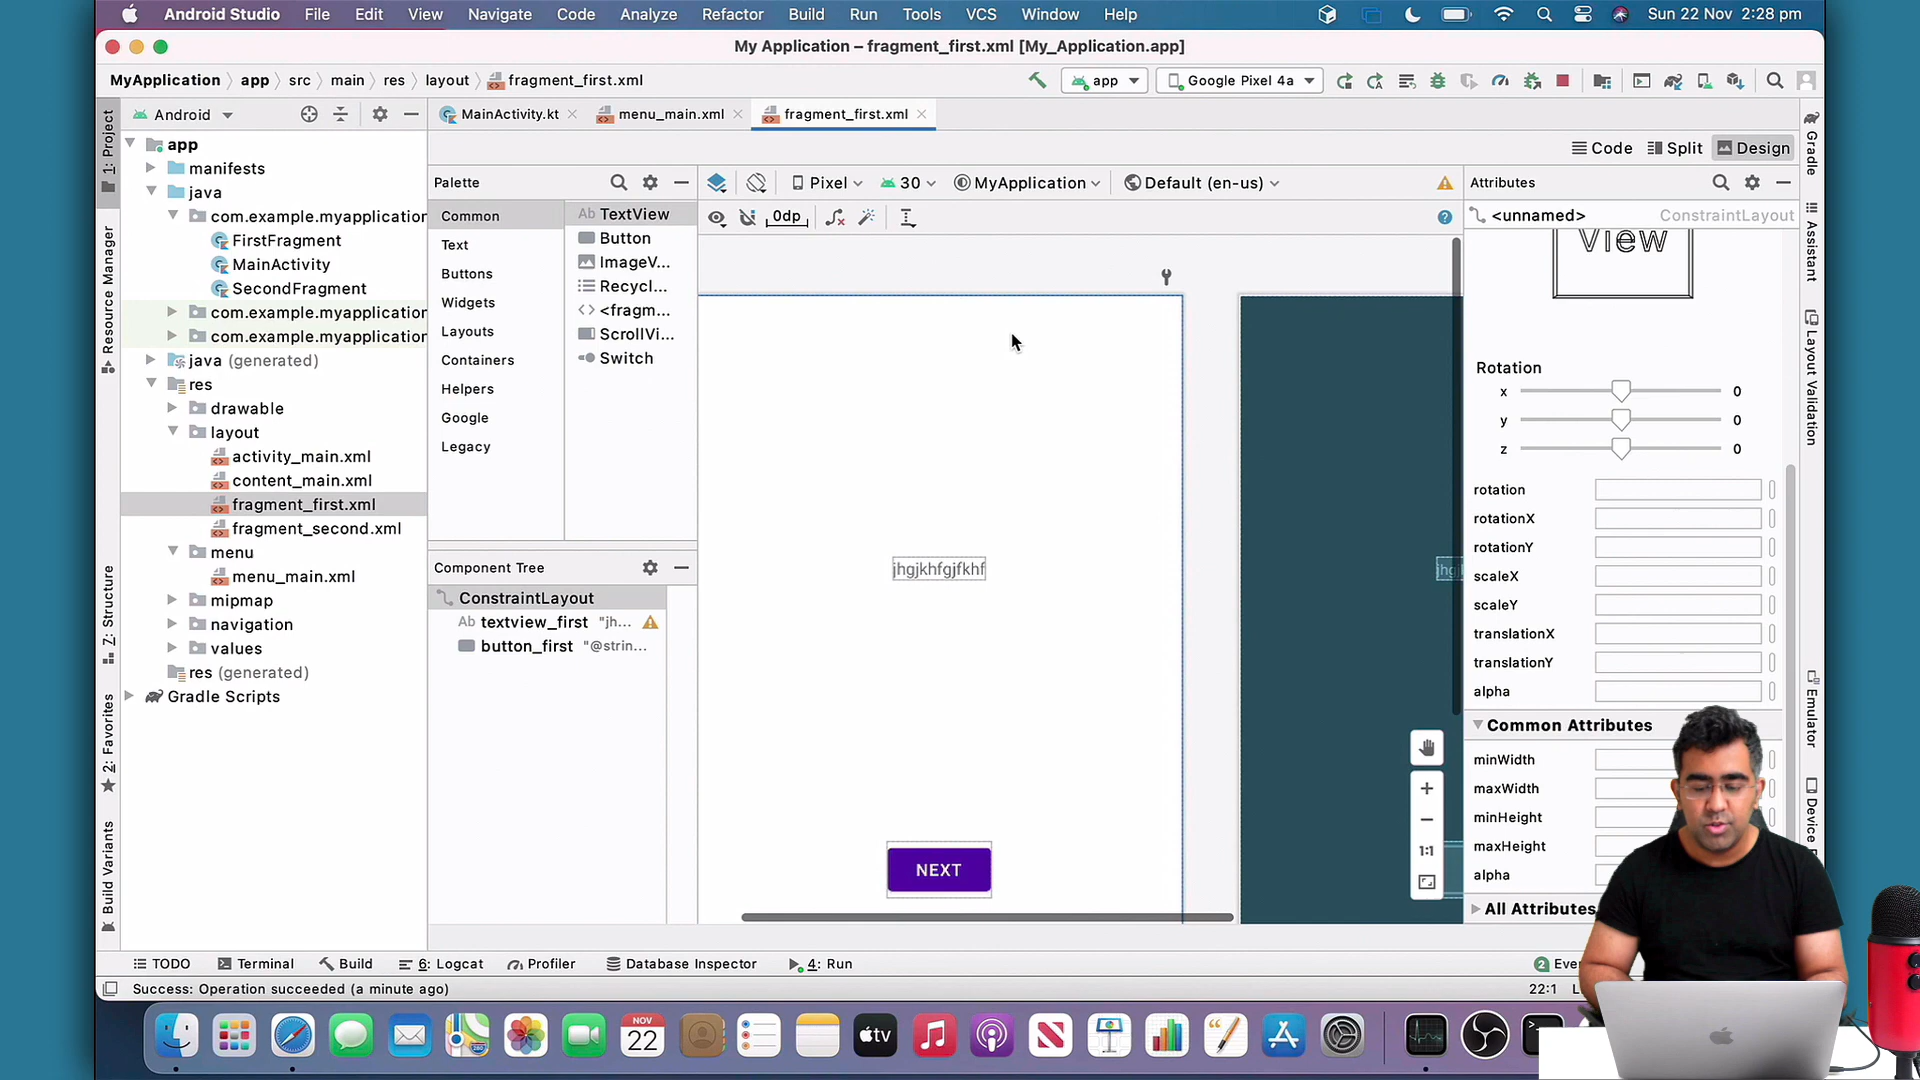 Android Studio File Edit View Navigate Code Analyze Refactor Build Run Tools VCS Window Help Sun 22 Nov 2:28 pm
My Application – fragment_first.xml [My_Application.app]
MyApplication app src main res layout fragment_first.xml app Google Pixel 4a
1: Project
Resource Manager
Z: Structure
2: Favorites
Build Variants
Android
app
manifests
java
com.example.myapplication
FirstFragment
MainActivity
SecondFragment
com.example.myapplication
com.example.myapplication
java (generated)
res
drawable
layout
activity_main.xml
content_main.xml
fragment_first.xml
fragment_second.xml
menu
menu_main.xml
mipmap
navigation
values
res (generated)
Gradle Scripts
MainActivity.kt menu_main.xml fragment_first.xml
Code Split Design
Palette
Common
Text
Buttons
Widgets
Layouts
Containers
Helpers
Google
Legacy
Ab TextView
Button
ImageV...
Recycl...
<> <fragm...
ScrollVi...
Switch
Component Tree
ConstraintLayout
Ab textview_first "jh...
button_first "@strin...
Pixel 30 MyApplication Default (en-us)
0dp
jhgjkhfgjfkhf
NEXT
jhgj
1:1
Attributes
<unnamed> ConstraintLayout
View
Rotation
x 0
y 0
z 0
rotation
rotationX
rotationY
scaleX
scaleY
translationX
translationY
alpha
Common Attributes
minWidth
maxWidth
minHeight
maxHeight
alpha
All Attributes
Gradle
Assistant
Layout Validation
Emulator
Device
TODO Terminal Build 6: Logcat Profiler Database Inspector 4: Run 2 Eve
Success: Operation succeeded (a minute ago) 22:1
NOV
22
tv